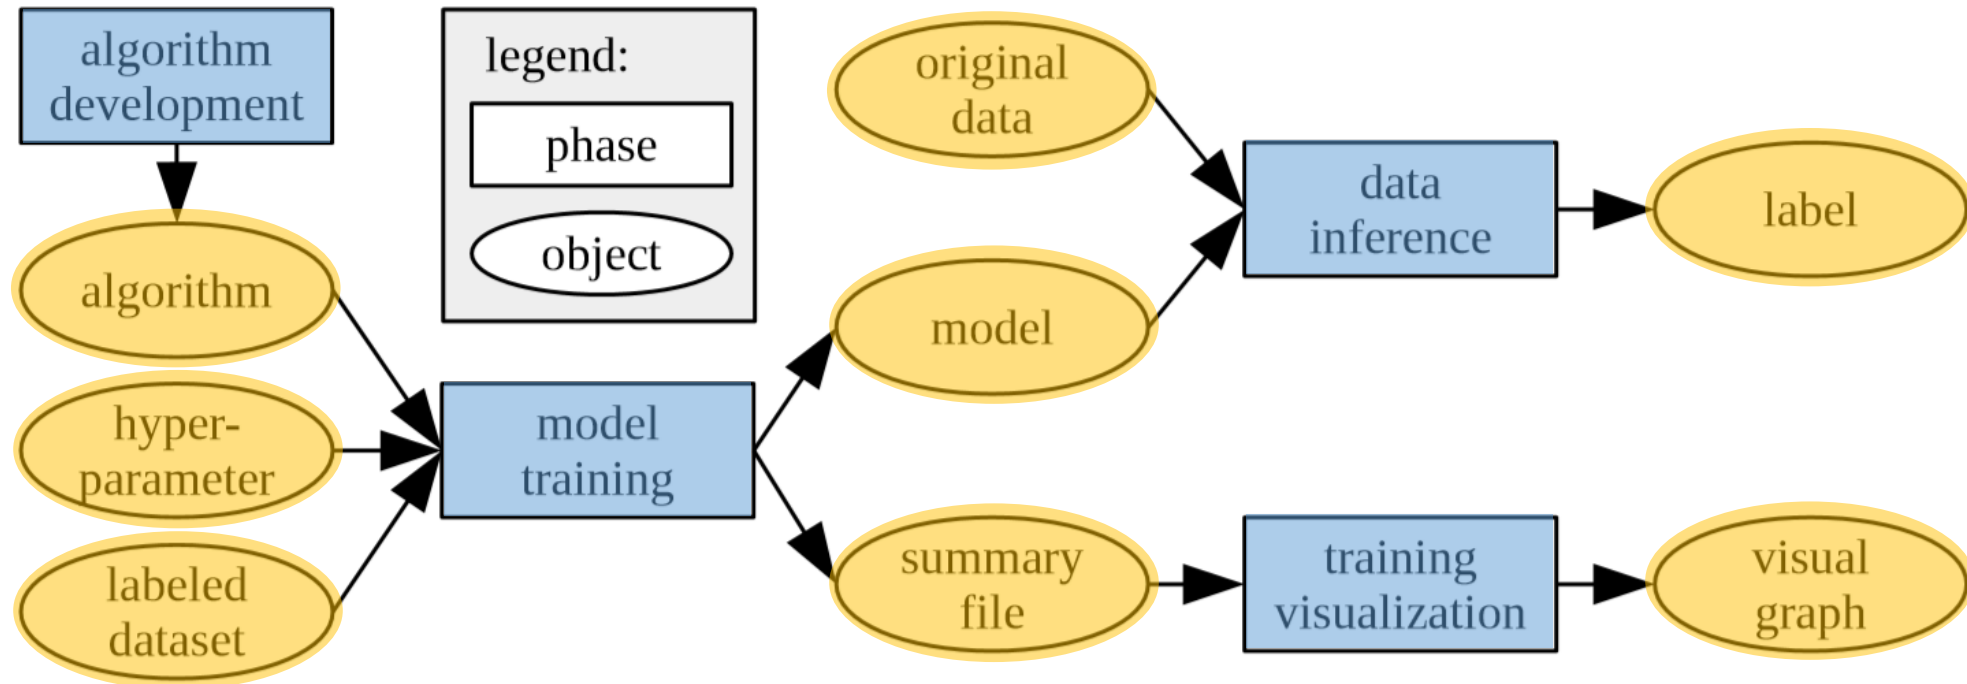 algorithm
development
legend:
phase
object
original
data
data
inference
label
algorithm
model
hyper-
parameter
model
training
labeled
dataset
summary
file
training
visualization
visual
graph